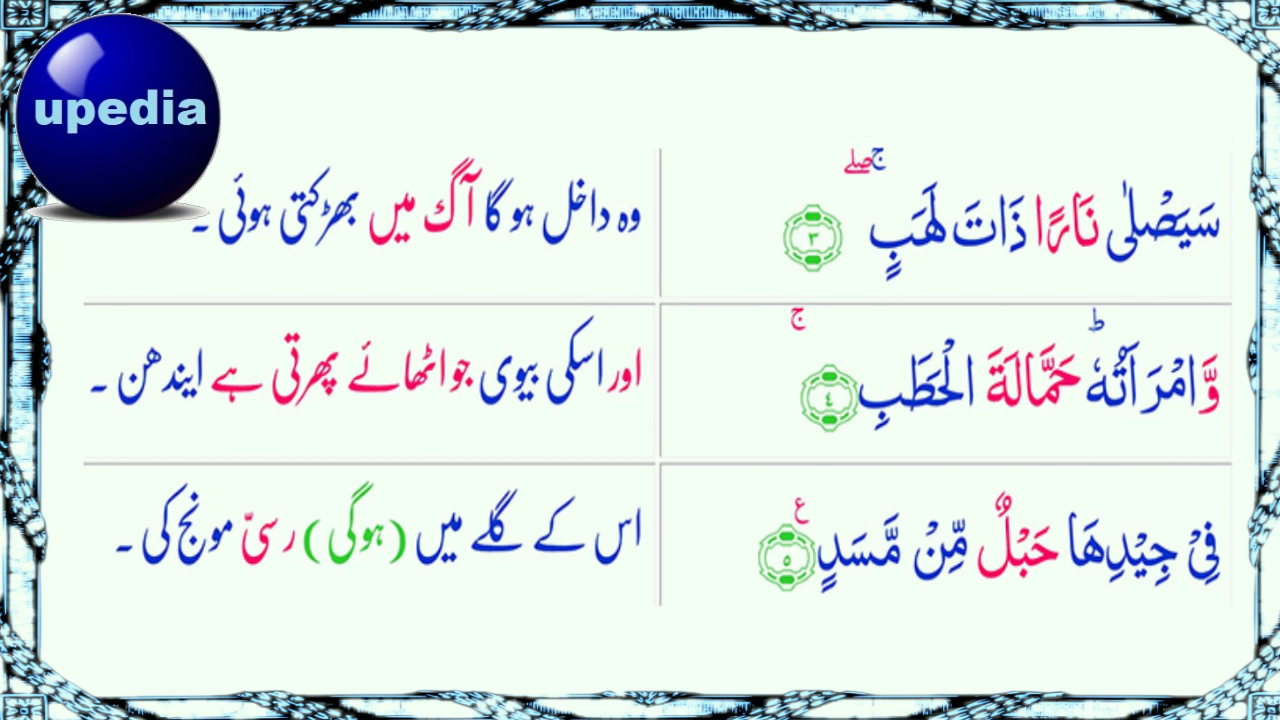 upedia
سَيَصْلٰى نَارًا ذَاتَ لَهَبٍ ۚۖ ﴿٣﴾
وہ داخل ہو گا آگ میں بھڑکتی ہوئی ۔
وَّامْرَاَتُهٗ ؕ حَمَّالَةَ الْحَطَبِ ۚ ﴿٤﴾
اور اسکی بیوی جو اٹھائے پھرتی ہے ایندھن ۔
فِىْ جِيْدِهَا حَبْلٌ مِّنْ مَّسَدٍ ﴿٥﴾ ع
اس کے گلے میں (ہوگی) رسیّ مونج کی ۔